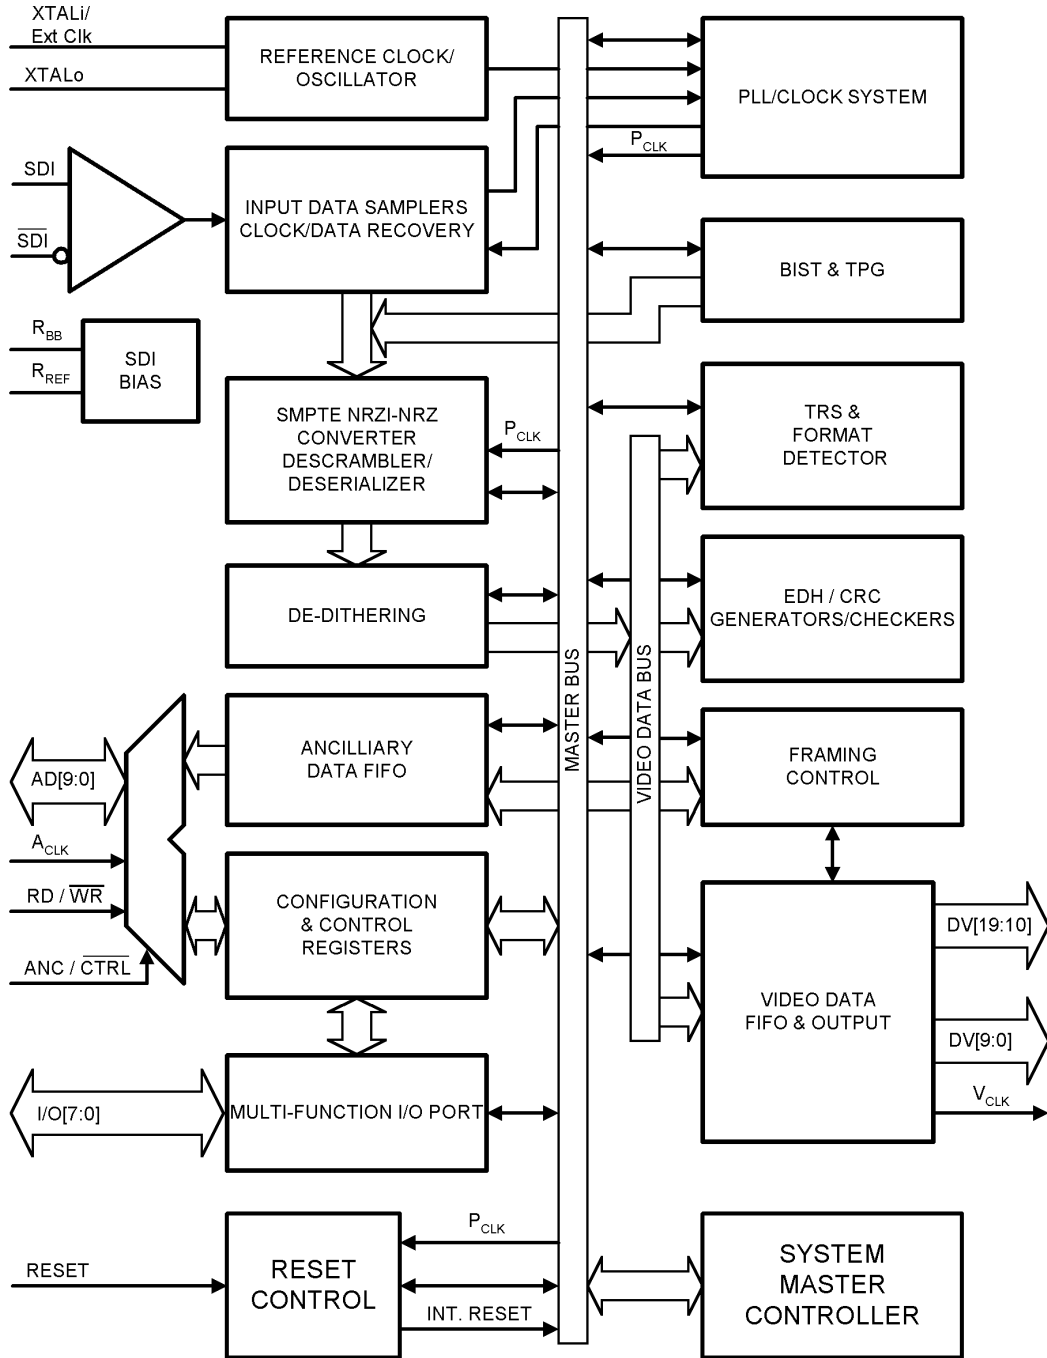 XTALi/
Ext Clk
XTALo
REFERENCE CLOCK/
OSCILLATOR
PLL/CLOCK SYSTEM
PCLK
SDI
SDI
INPUT DATA SAMPLERS
CLOCK/DATA RECOVERY
BIST & TPG
RBB
RREF
SDI
BIAS
SMPTE NRZI-NRZ
CONVERTER
DESCRAMBLER/
DESERIALIZER
PCLK
TRS &
FORMAT
DETECTOR
DE-DITHERING
EDH / CRC
GENERATORS/CHECKERS
MASTER BUS
VIDEO DATA BUS
AD[9:0]
ACLK
RD / WR
ANC / CTRL
ANCILLIARY
DATA FIFO
FRAMING
CONTROL
CONFIGURATION
& CONTROL
REGISTERS
VIDEO DATA
FIFO & OUTPUT
DV[19:10]
DV[9:0]
VCLK
I/O[7:0]
MULTI-FUNCTION I/O PORT
RESET
RESET
CONTROL
PCLK
INT. RESET
SYSTEM
MASTER
CONTROLLER